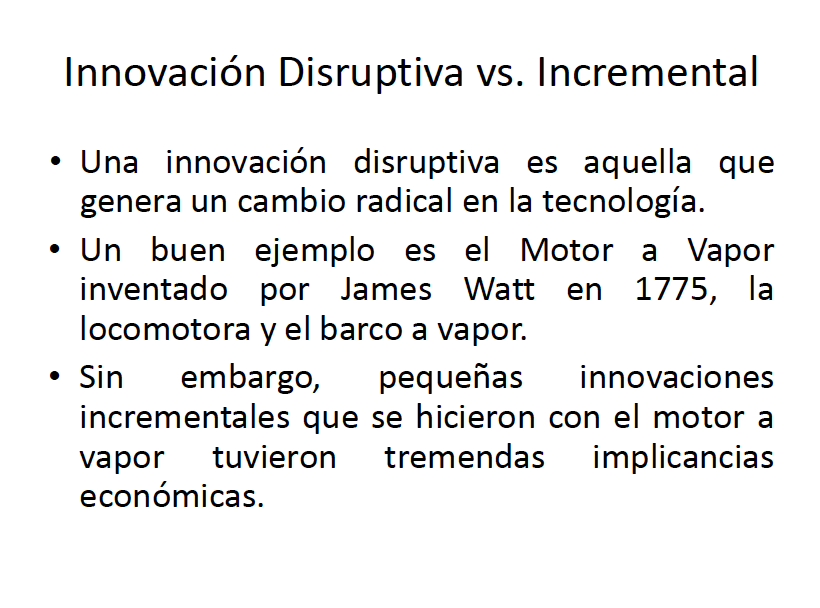 Innovación Disruptiva vs. Incremental
• Una innovación disruptiva es aquella que
genera un cambio radical en la tecnología.
• Un buen ejemplo es el Motor a Vapor
inventado por James Watt en 1775, la
locomotora y el barco a vapor.
• Sin embargo, pequeñas innovaciones
incrementales que se hicieron con el motor a
vapor tuvieron tremendas implicancias
económicas.